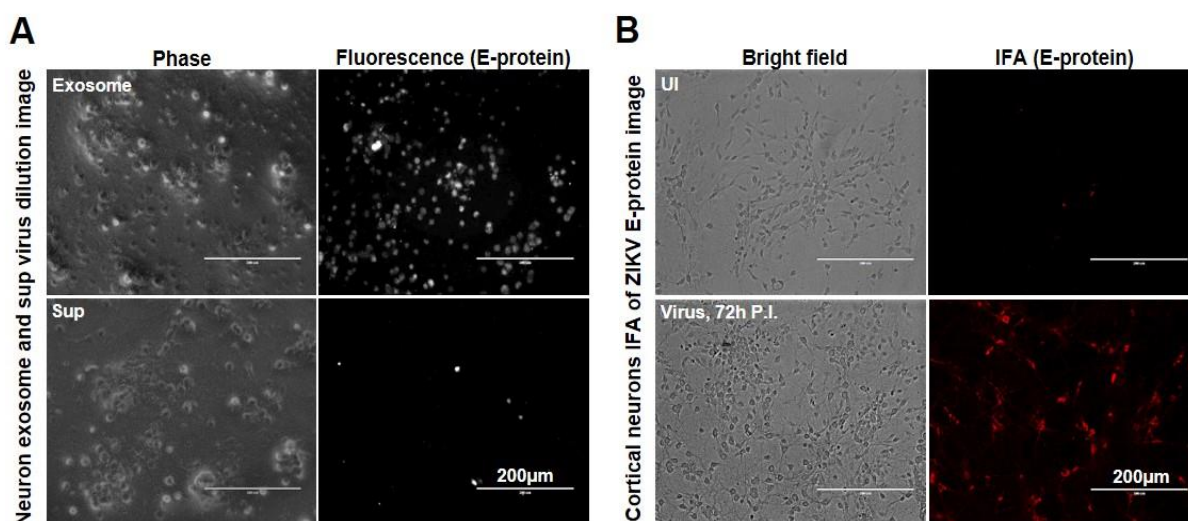 A
Phase
Fluorescence (E-protein)
Neuron exosome and sup virus dilution image
Exosome
Sup
200µm
B
Bright field
IFA (E-protein)
Cortical neurons IFA of ZIKV E-protein image
UI
Virus, 72h P.I.
200µm